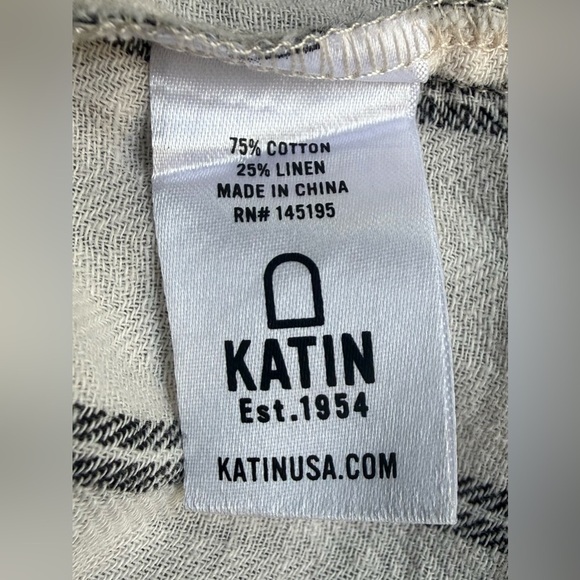 75% COTTON
25% LINEN
MADE IN CHINA
RN# 145195
KATIN
Est.1954
KATINUSA.COM